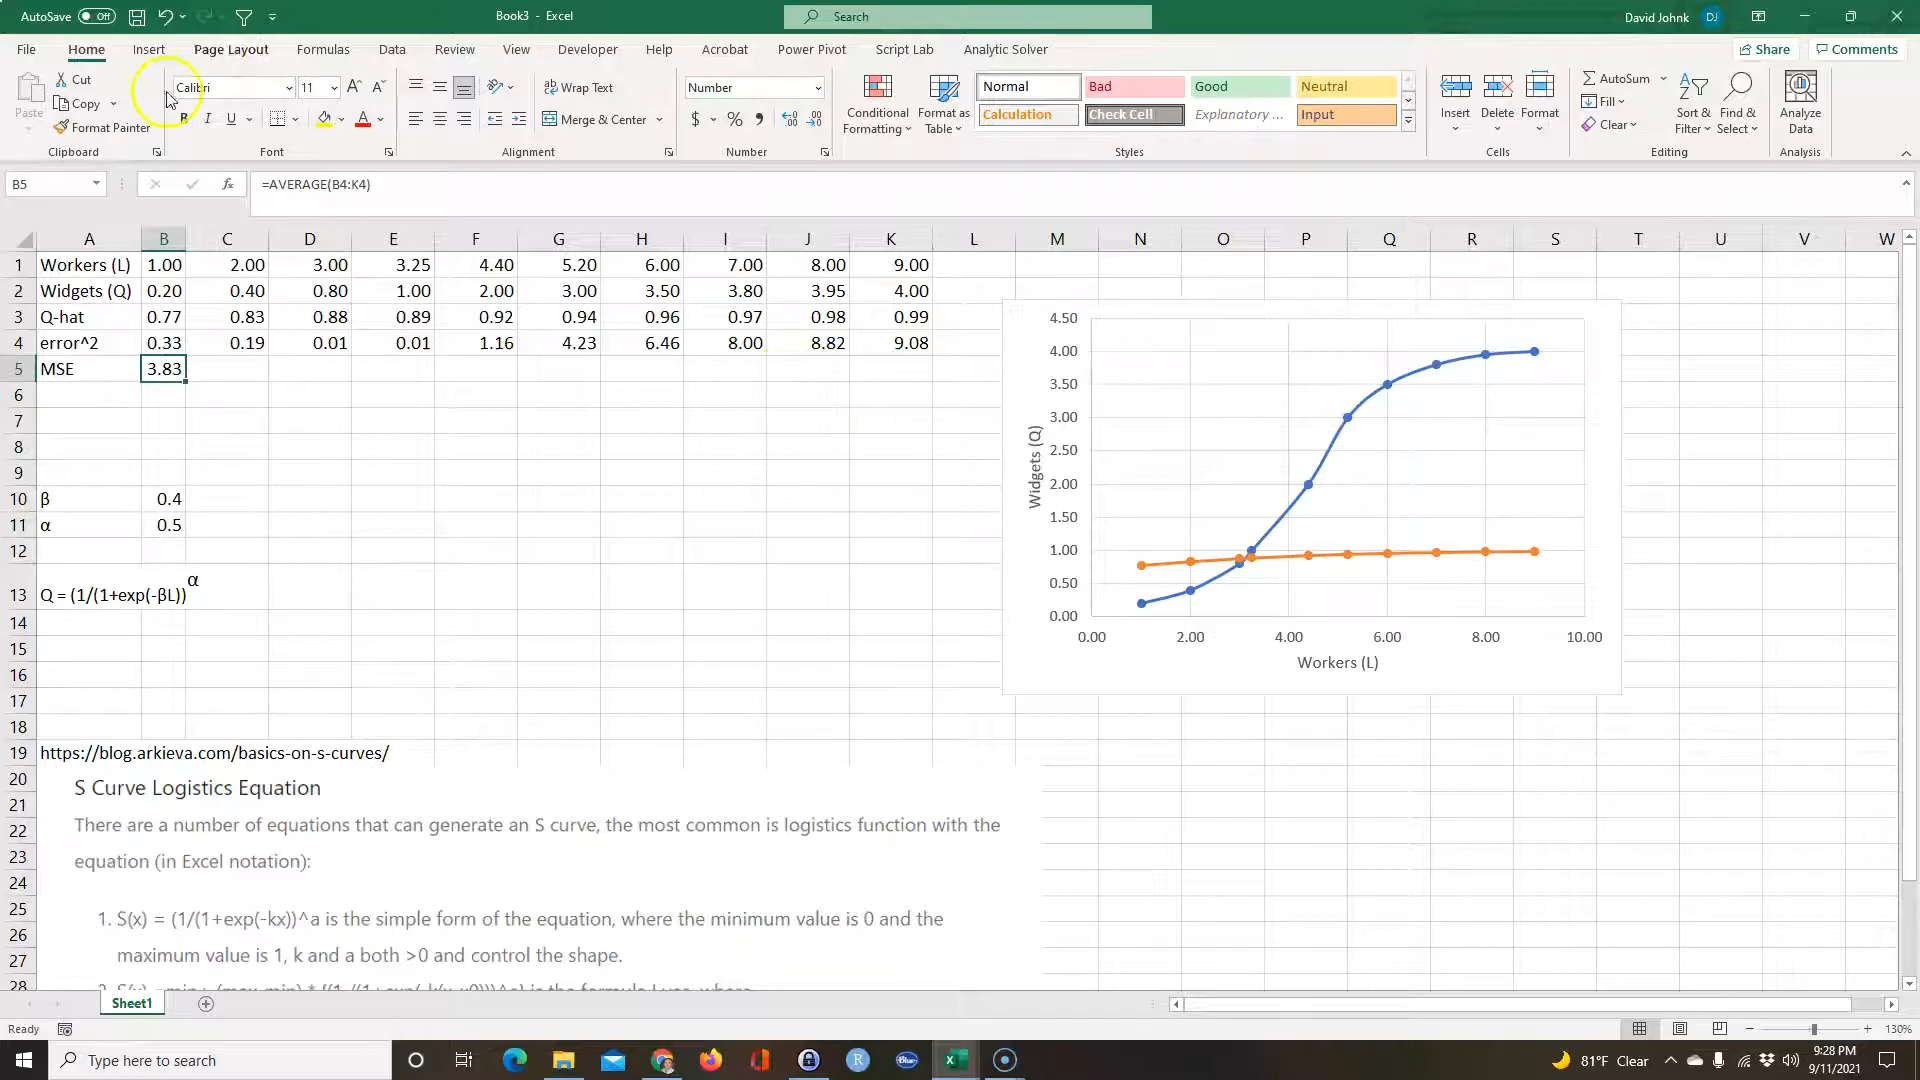 AutoSave Off Book3 - Excel Search David Johnk DJ
File Home Insert Page Layout Formulas Data Review View Developer Help Acrobat Power Pivot Script Lab Analytic Solver Share Comments
Paste Cut Copy Format Painter Clipboard
Calibri 11 B I U Font
Wrap Text Merge & Center Alignment
Number $ % Number
Conditional Formatting Format as Table
Normal Bad Good Neutral
Calculation Check Cell Explanatory ... Input
Styles
Insert Delete Format Cells
AutoSum Fill Clear Sort & Filter Find & Select Editing
Analyze Data Analysis
B5 fx =AVERAGE(B4:K4)
A B C D E F G H I J K L M N O P Q R S T U V W
1 Workers (L) 1.00 2.00 3.00 3.25 4.40 5.20 6.00 7.00 8.00 9.00
2 Widgets (Q) 0.20 0.40 0.80 1.00 2.00 3.00 3.50 3.80 3.95 4.00
3 Q-hat 0.77 0.83 0.88 0.89 0.92 0.94 0.96 0.97 0.98 0.99
4 error^2 0.33 0.19 0.01 0.01 1.16 4.23 6.46 8.00 8.82 9.08
5 MSE 3.83
6
7
8
9
10 β 0.4
11 α 0.5
12
13 Q = (1/(1+exp(-βL)) α
14
15
16
17
18
19 https://blog.arkieva.com/basics-on-s-curves/
20
21
22
23
24
25
26
27
28
4.50
4.00
3.50
3.00
2.50
2.00
1.50
1.00
0.50
0.00
Widgets (Q)
0.00 2.00 4.00 6.00 8.00 10.00
Workers (L)
S Curve Logistics Equation
There are a number of equations that can generate an S curve, the most common is logistics function with the
equation (in Excel notation):
1. S(x) = (1/(1+exp(-kx))^a is the simple form of the equation, where the minimum value is 0 and the
maximum value is 1, k and a both >0 and control the shape.
Sheet1
Ready 130%
Type here to search
81°F Clear 9:28 PM
9/11/2021